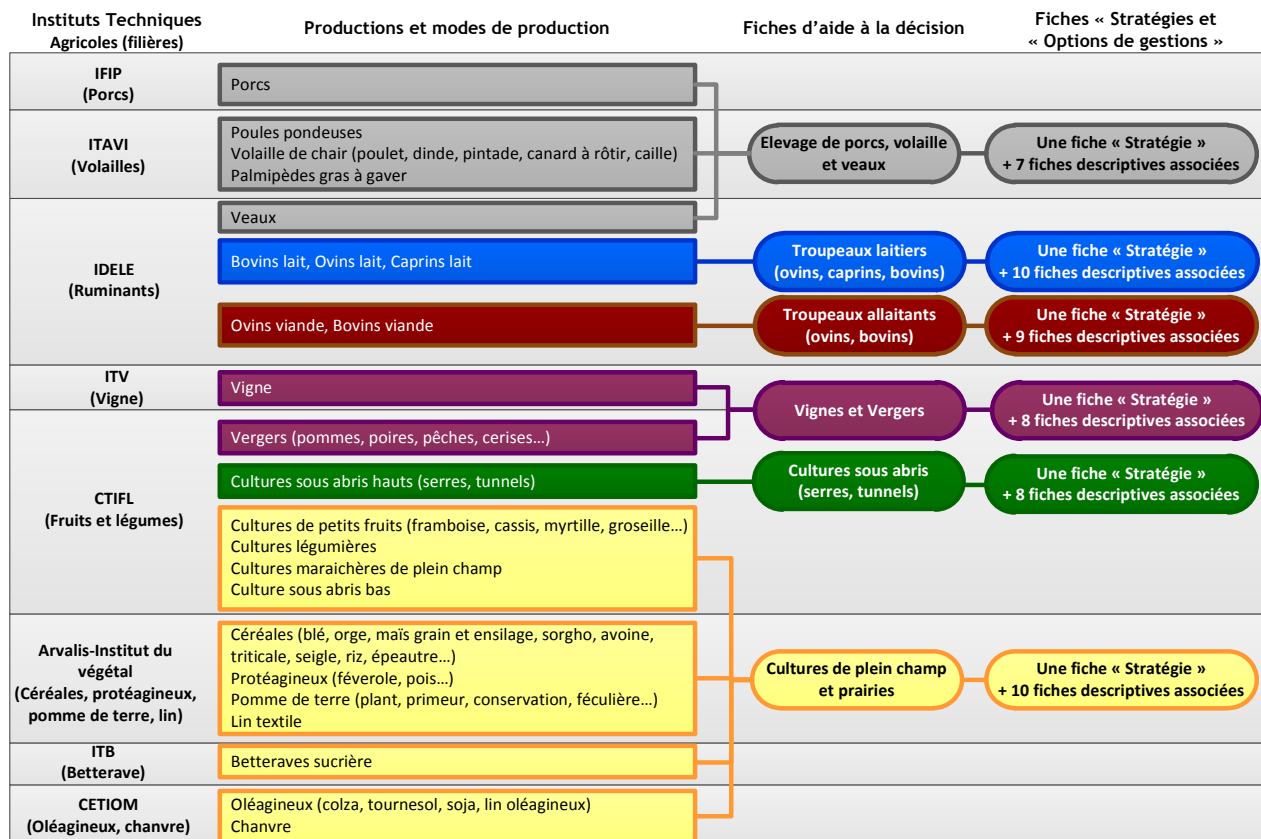 Instituts Techniques
Agricoles (filières)
Productions et modes de production
Fiches d’aide à la décision
Fiches « Stratégies et
« Options de gestions »
IFIP
(Porcs)
Porcs
ITAVI
(Volailles)
Poules pondeuses
Volaille de chair (poulet, dinde, pintade, canard à rôtir, caille)
Palmipèdes gras à gaver
Elevage de porcs, volaille
et veaux
Une fiche « Stratégie »
+ 7 fiches descriptives associées
IDELE
(Ruminants)
Veaux
Bovins lait, Ovins lait, Caprins lait
Troupeaux laitiers
(ovins, caprins, bovins)
Une fiche « Stratégie »
+ 10 fiches descriptives associées
Ovins viande, Bovins viande
Troupeaux allaitants
(ovins, bovins)
Une fiche « Stratégie »
+ 9 fiches descriptives associées
ITV
(Vigne)
Vigne
Vignes et Vergers
Une fiche « Stratégie »
+ 8 fiches descriptives associées
CTIFL
(Fruits et légumes)
Vergers (pommes, poires, pêches, cerises…)
Cultures sous abris hauts (serres, tunnels)
Cultures sous abris
(serres, tunnels)
Une fiche « Stratégie »
+ 8 fiches descriptives associées
Cultures de petits fruits (framboise, cassis, myrtille, groseille…)
Cultures légumières
Cultures maraichères de plein champ
Culture sous abris bas
Arvalis-Institut du
végétal
(Céréales, protéagineux,
pomme de terre, lin)
Céréales (blé, orge, maïs grain et ensilage, sorgho, avoine,
triticale, seigle, riz, épeautre…)
Protéagineux (féverole, pois…)
Pomme de terre (plant, primeur, conservation, féculière…)
Lin textile
Cultures de plein champ
et prairies
Une fiche « Stratégie »
+ 10 fiches descriptives associées
ITB
(Betterave)
Betteraves sucrière
CETIOM
(Oléagineux, chanvre)
Oléagineux (colza, tournesol, soja, lin oléagineux)
Chanvre